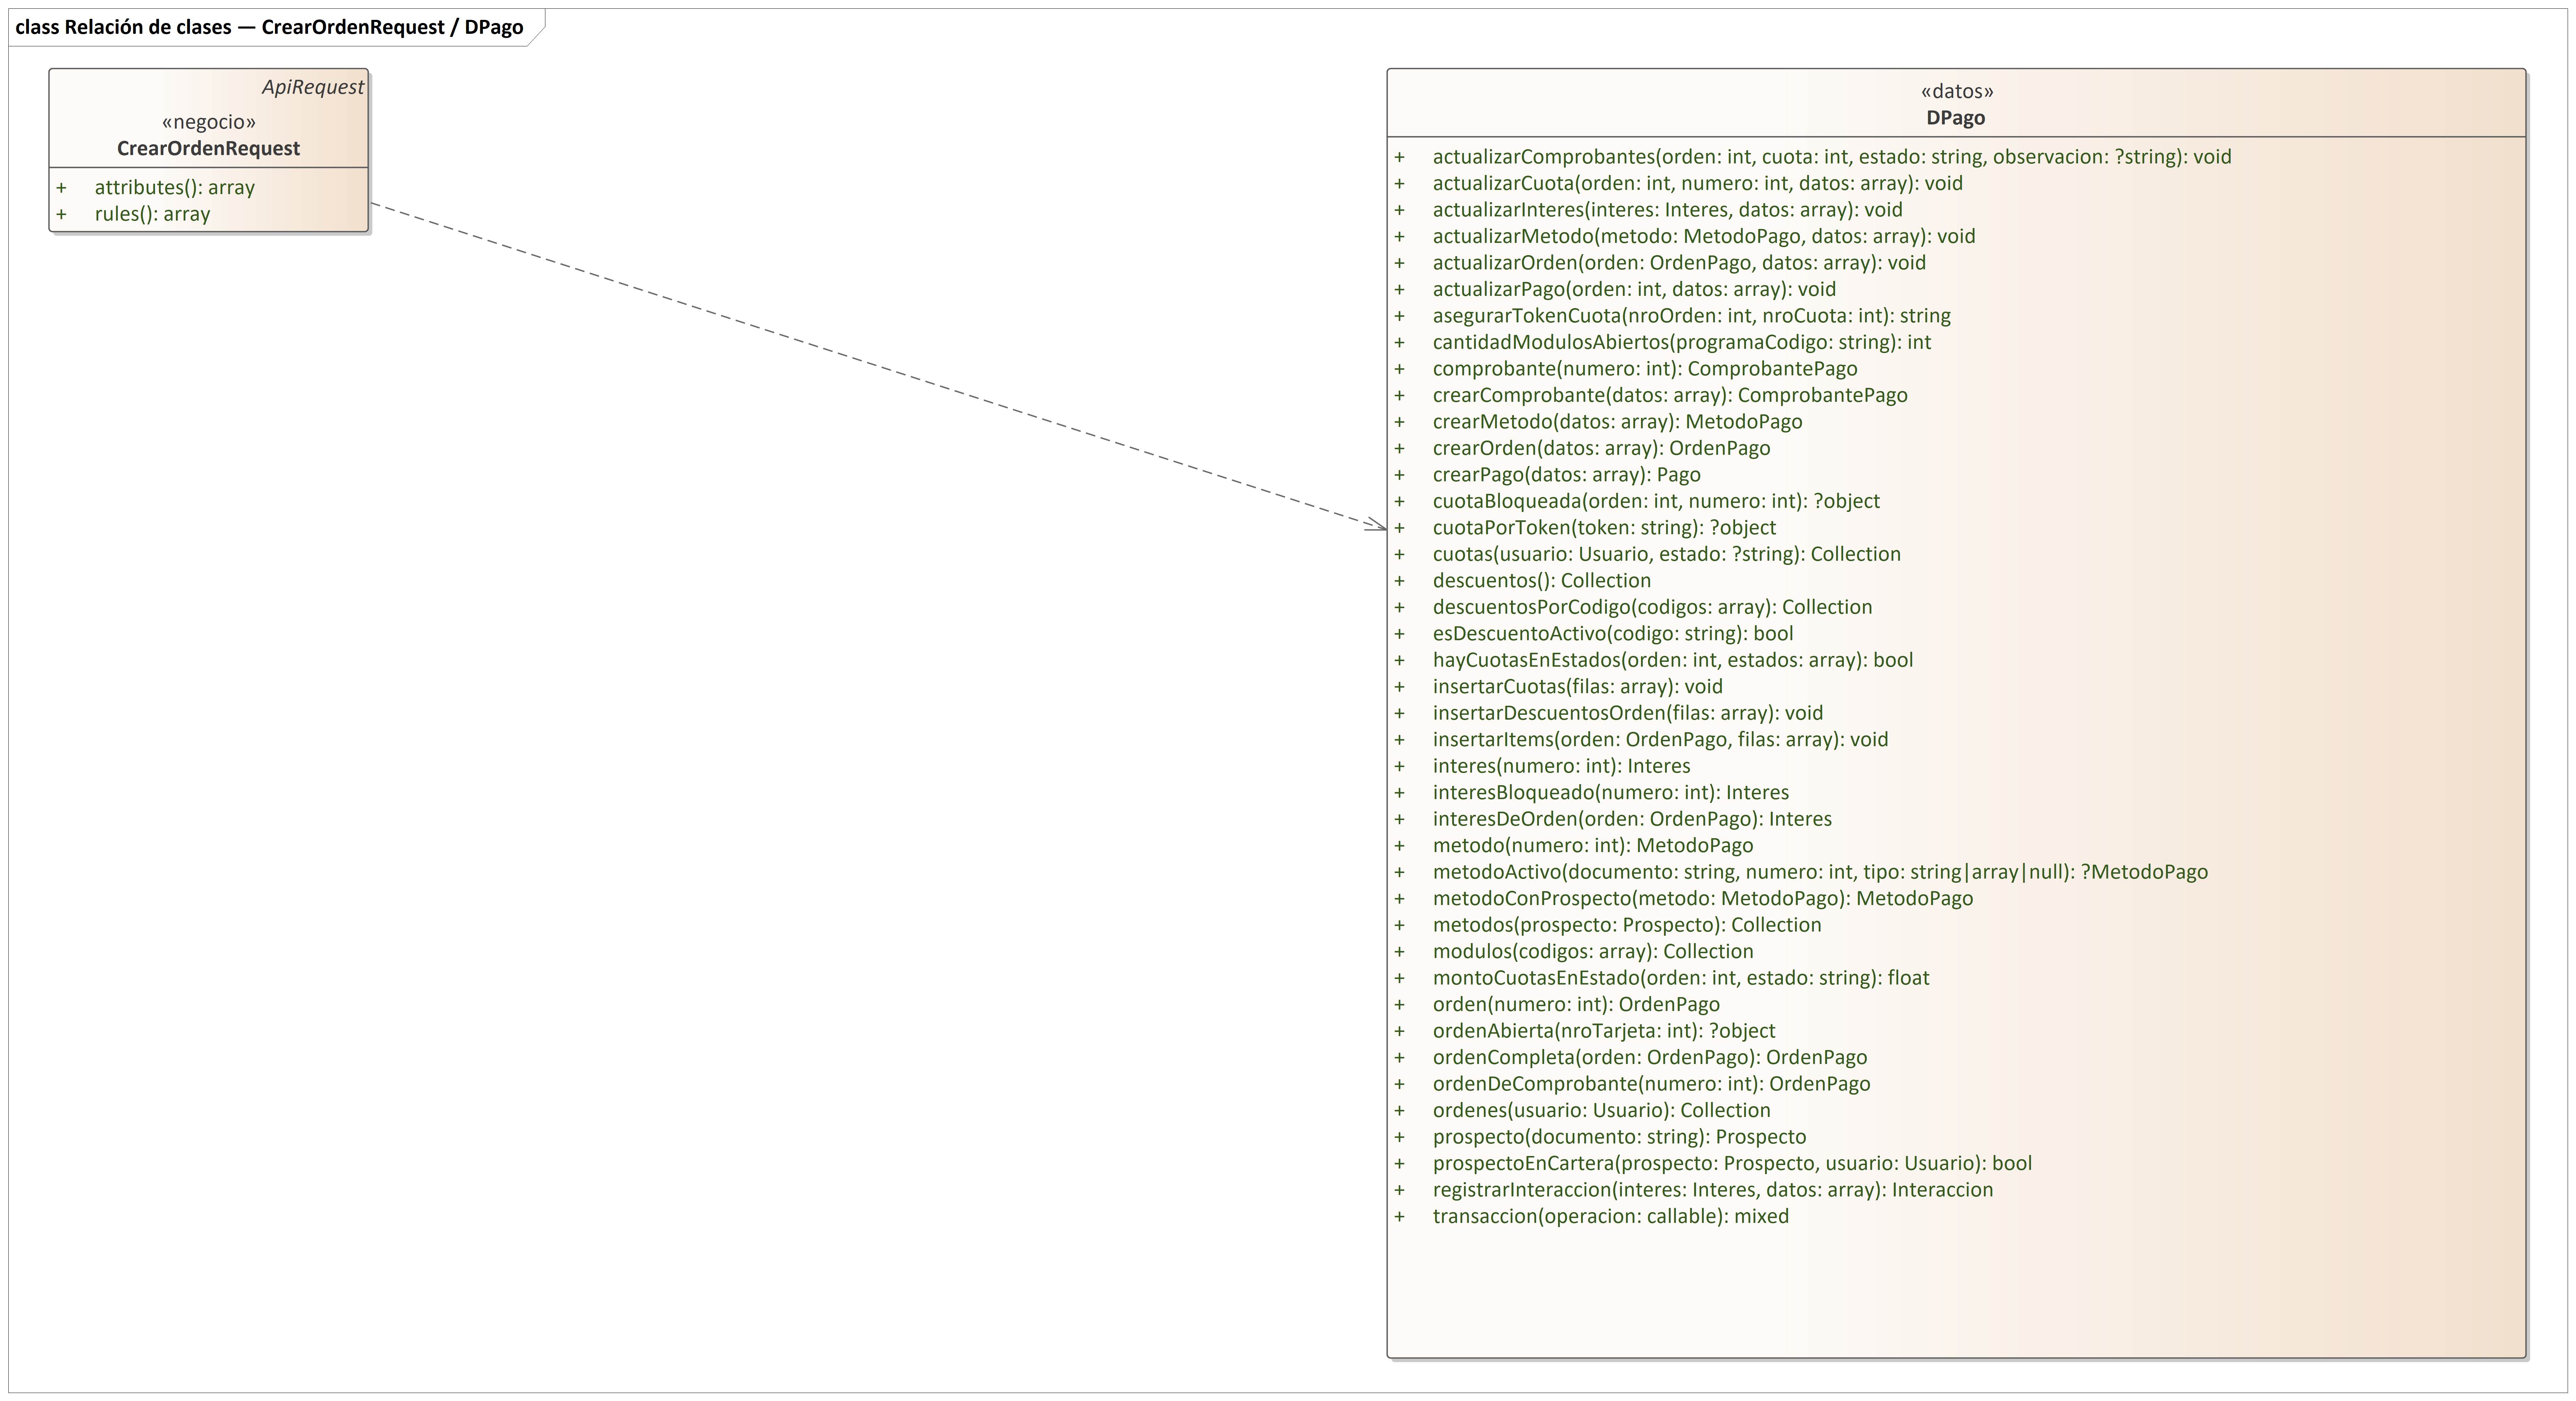 class Relación de clases — CrearOrdenRequest / DPago
ApiRequest
«negocio»
CrearOrdenRequest
+ attributes(): array
+ rules(): array
«datos»
DPago
+ actualizarComprobantes(orden: int, cuota: int, estado: string, observacion: ?string): void
+ actualizarCuota(orden: int, numero: int, datos: array): void
+ actualizarInteres(interes: Interes, datos: array): void
+ actualizarMetodo(metodo: MetodoPago, datos: array): void
+ actualizarOrden(orden: OrdenPago, datos: array): void
+ actualizarPago(orden: int, datos: array): void
+ asegurarTokenCuota(nroOrden: int, nroCuota: int): string
+ cantidadModulosAbiertos(programaCodigo: string): int
+ comprobante(numero: int): ComprobantePago
+ crearComprobante(datos: array): ComprobantePago
+ crearMetodo(datos: array): MetodoPago
+ crearOrden(datos: array): OrdenPago
+ crearPago(datos: array): Pago
+ cuotaBloqueada(orden: int, numero: int): ?object
+ cuotaPorToken(token: string): ?object
+ cuotas(usuario: Usuario, estado: ?string): Collection
+ descuentos(): Collection
+ descuentosPorCodigo(codigos: array): Collection
+ esDescuentoActivo(codigo: string): bool
+ hayCuotasEnEstados(orden: int, estados: array): bool
+ insertarCuotas(filas: array): void
+ insertarDescuentosOrden(filas: array): void
+ insertarItems(orden: OrdenPago, filas: array): void
+ interes(numero: int): Interes
+ interesBloqueado(numero: int): Interes
+ interesDeOrden(orden: OrdenPago): Interes
+ metodo(numero: int): MetodoPago
+ metodoActivo(documento: string, numero: int, tipo: string|array|null): ?MetodoPago
+ metodoConProspecto(metodo: MetodoPago): MetodoPago
+ metodos(prospecto: Prospecto): Collection
+ modulos(codigos: array): Collection
+ montoCuotasEnEstado(orden: int, estado: string): float
+ orden(numero: int): OrdenPago
+ ordenAbierta(nroTarjeta: int): ?object
+ ordenCompleta(orden: OrdenPago): OrdenPago
+ ordenDeComprobante(numero: int): OrdenPago
+ ordenes(usuario: Usuario): Collection
+ prospecto(documento: string): Prospecto
+ prospectoEnCartera(prospecto: Prospecto, usuario: Usuario): bool
+ registrarInteraccion(interes: Interes, datos: array): Interaccion
+ transaccion(operacion: callable): mixed